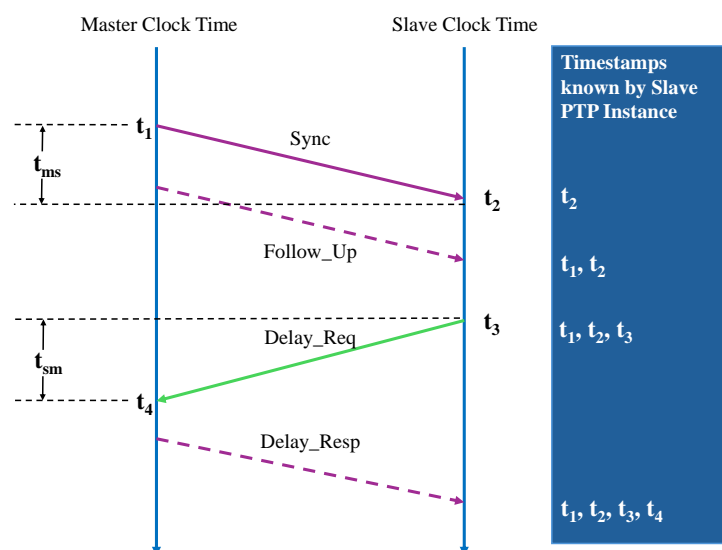 Master Clock Time
Slave Clock Time
Timestamps
known by Slave
PTP Instance
t₁
Sync
tₘₛ
t₂
t₂
Follow_Up
t₁, t₂
t₃
Delay_Req
t₁, t₂, t₃
tₛₘ
t₄
Delay_Resp
t₁, t₂, t₃, t₄